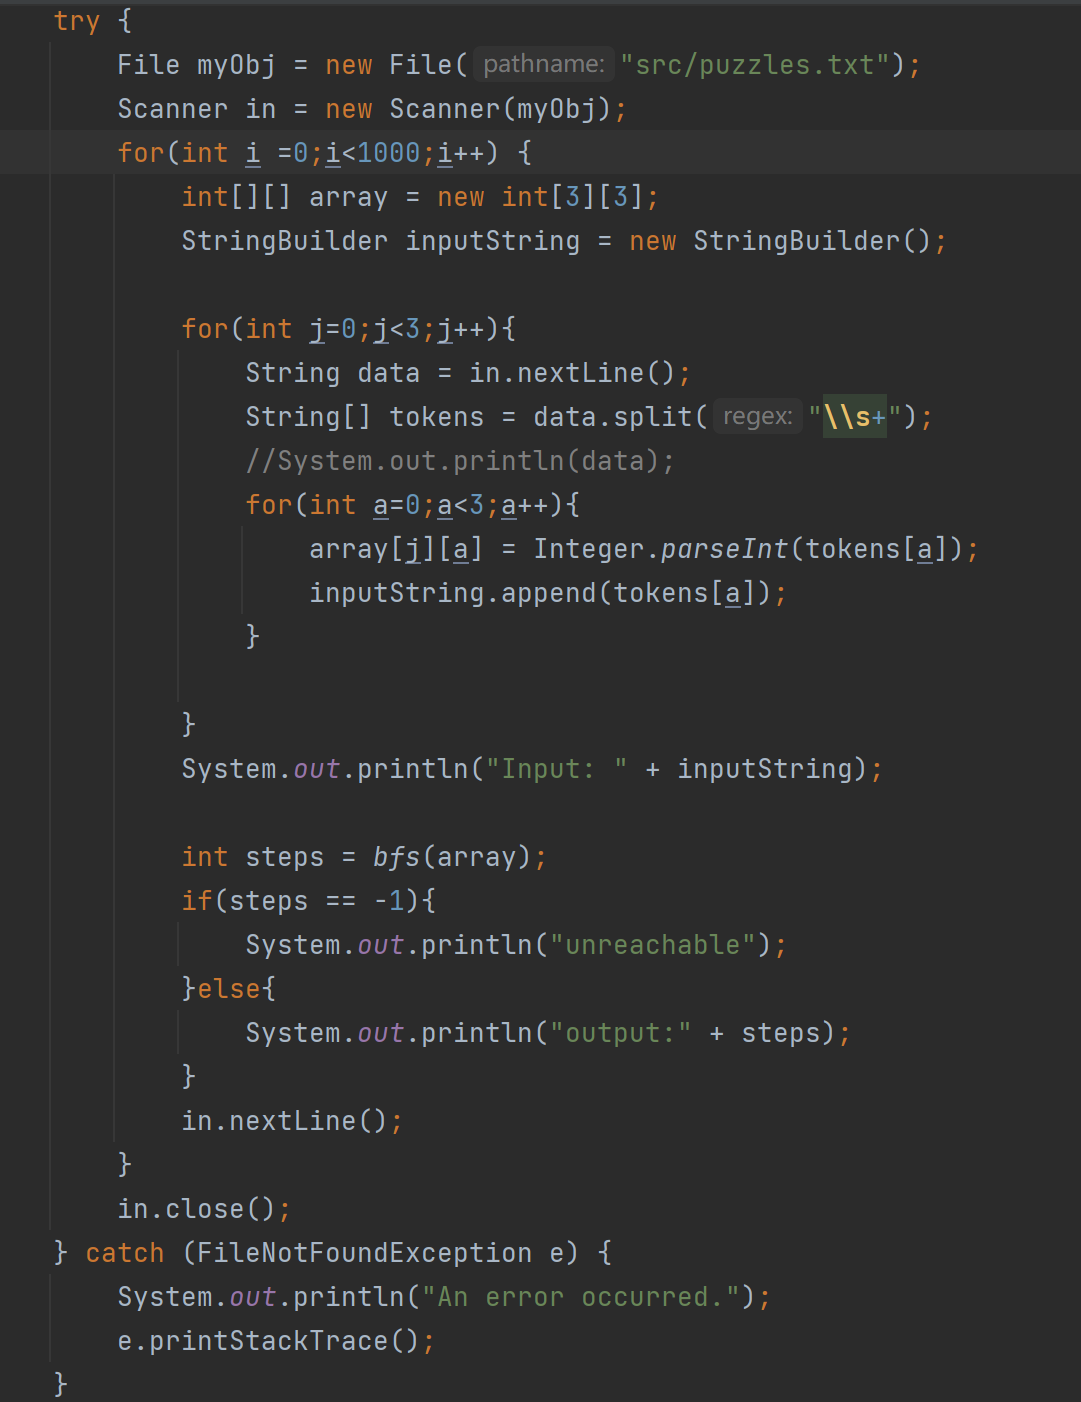 try {
    File myObj = new File( pathname: "src/puzzles.txt");
    Scanner in = new Scanner(myObj);
    for(int i =0;i<1000;i++) {
        int[][] array = new int[3][3];
        StringBuilder inputString = new StringBuilder();

        for(int j=0;j<3;j++){
            String data = in.nextLine();
            String[] tokens = data.split( regex: "\\s+");
            //System.out.println(data);
            for(int a=0;a<3;a++){
                array[j][a] = Integer.parseInt(tokens[a]);
                inputString.append(tokens[a]);
            }

        }
        System.out.println("Input: " + inputString);

        int steps = bfs(array);
        if(steps == -1){
            System.out.println("unreachable");
        }else{
            System.out.println("output:" + steps);
        }
        in.nextLine();
    }
    in.close();
} catch (FileNotFoundException e) {
    System.out.println("An error occurred.");
    e.printStackTrace();
}